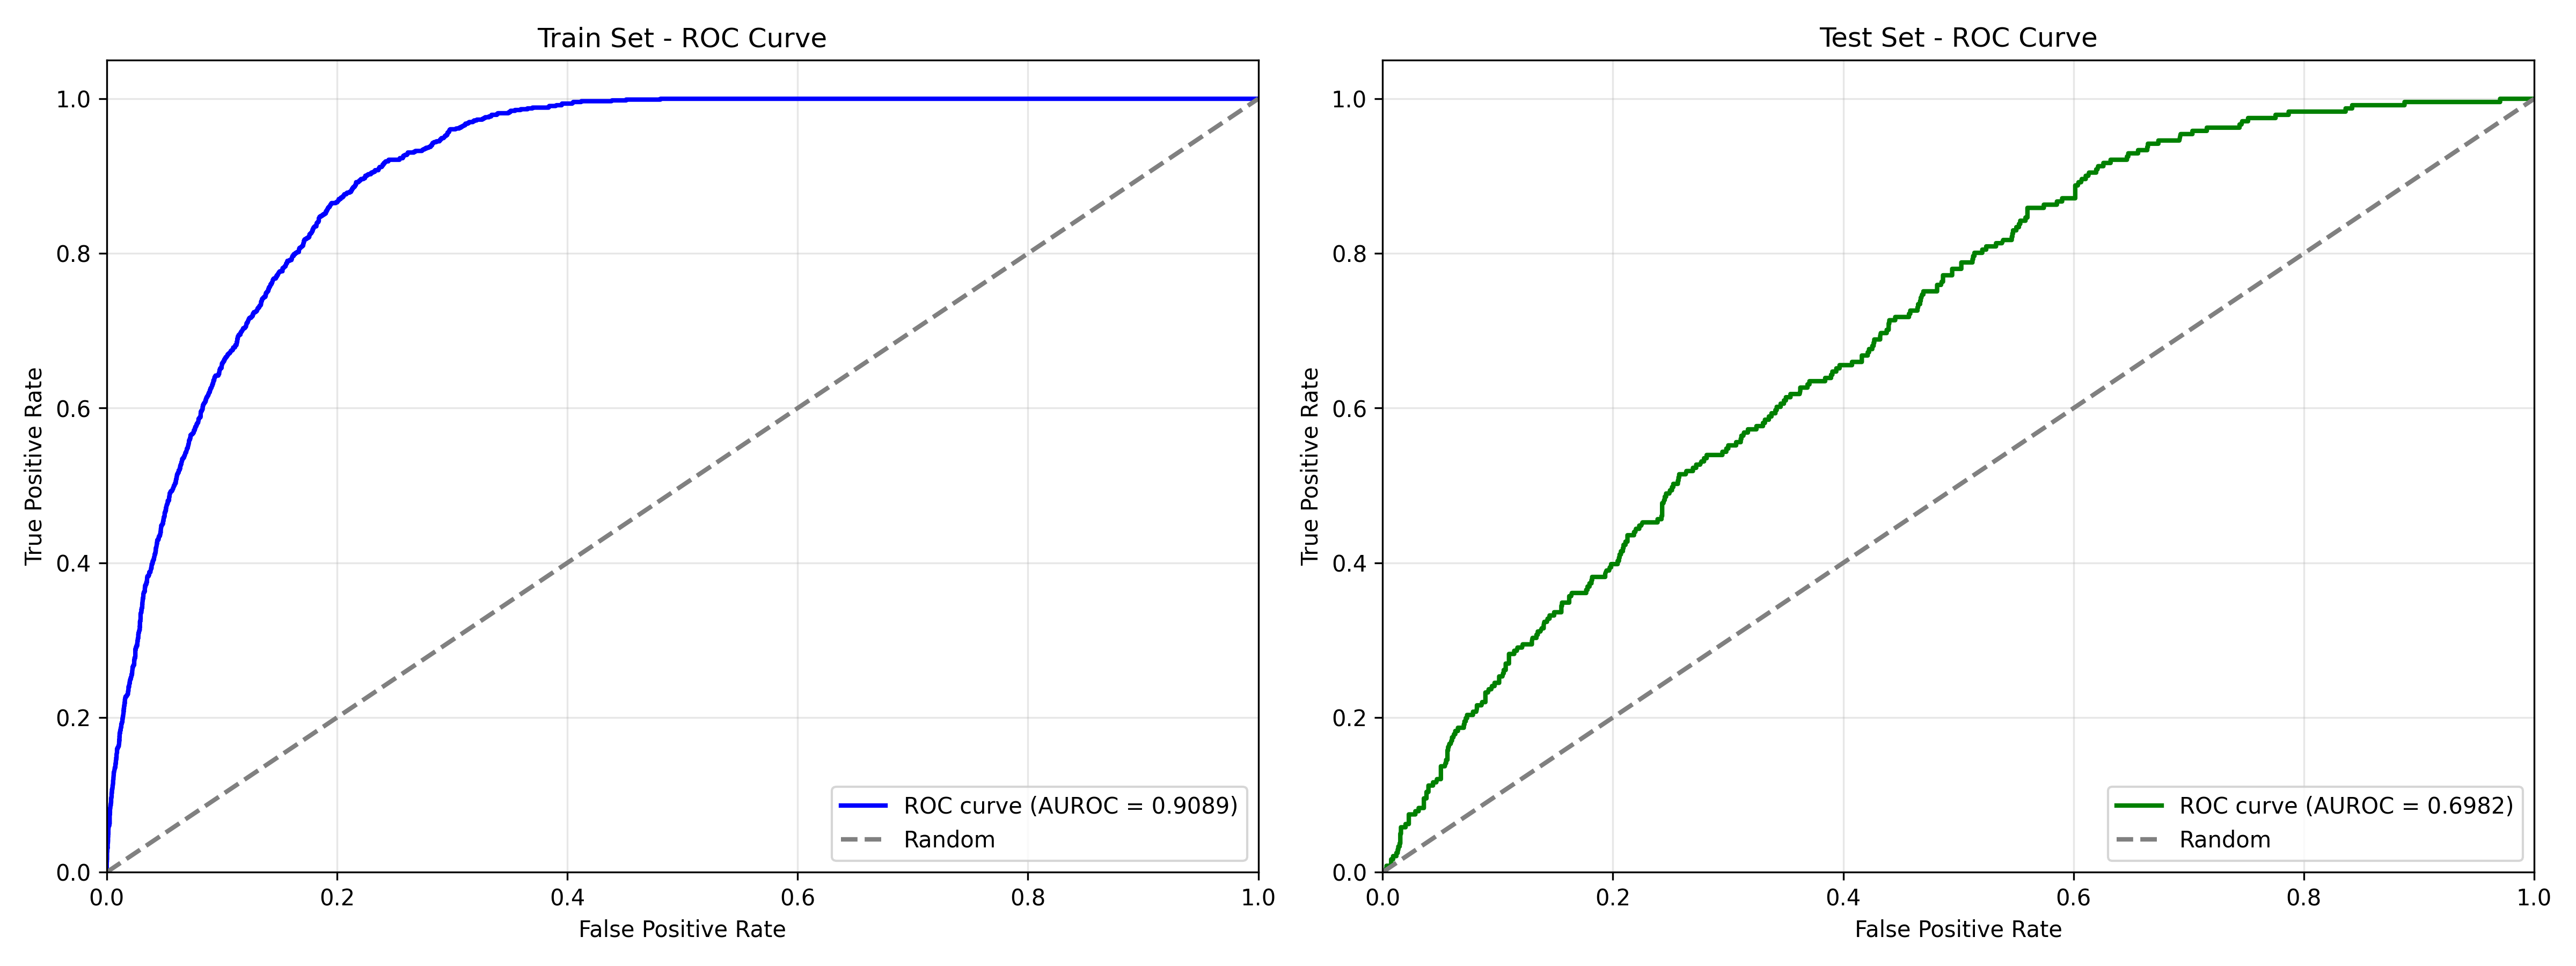 Train Set - ROC Curve
True Positive Rate
1.0
0.8
0.6
0.4
0.2
0.0
0.0 0.2 0.4 0.6 0.8 1.0
False Positive Rate
ROC curve (AUROC = 0.9089)
Random
Test Set - ROC Curve
True Positive Rate
1.0
0.8
0.6
0.4
0.2
0.0
0.0 0.2 0.4 0.6 0.8 1.0
False Positive Rate
ROC curve (AUROC = 0.6982)
Random